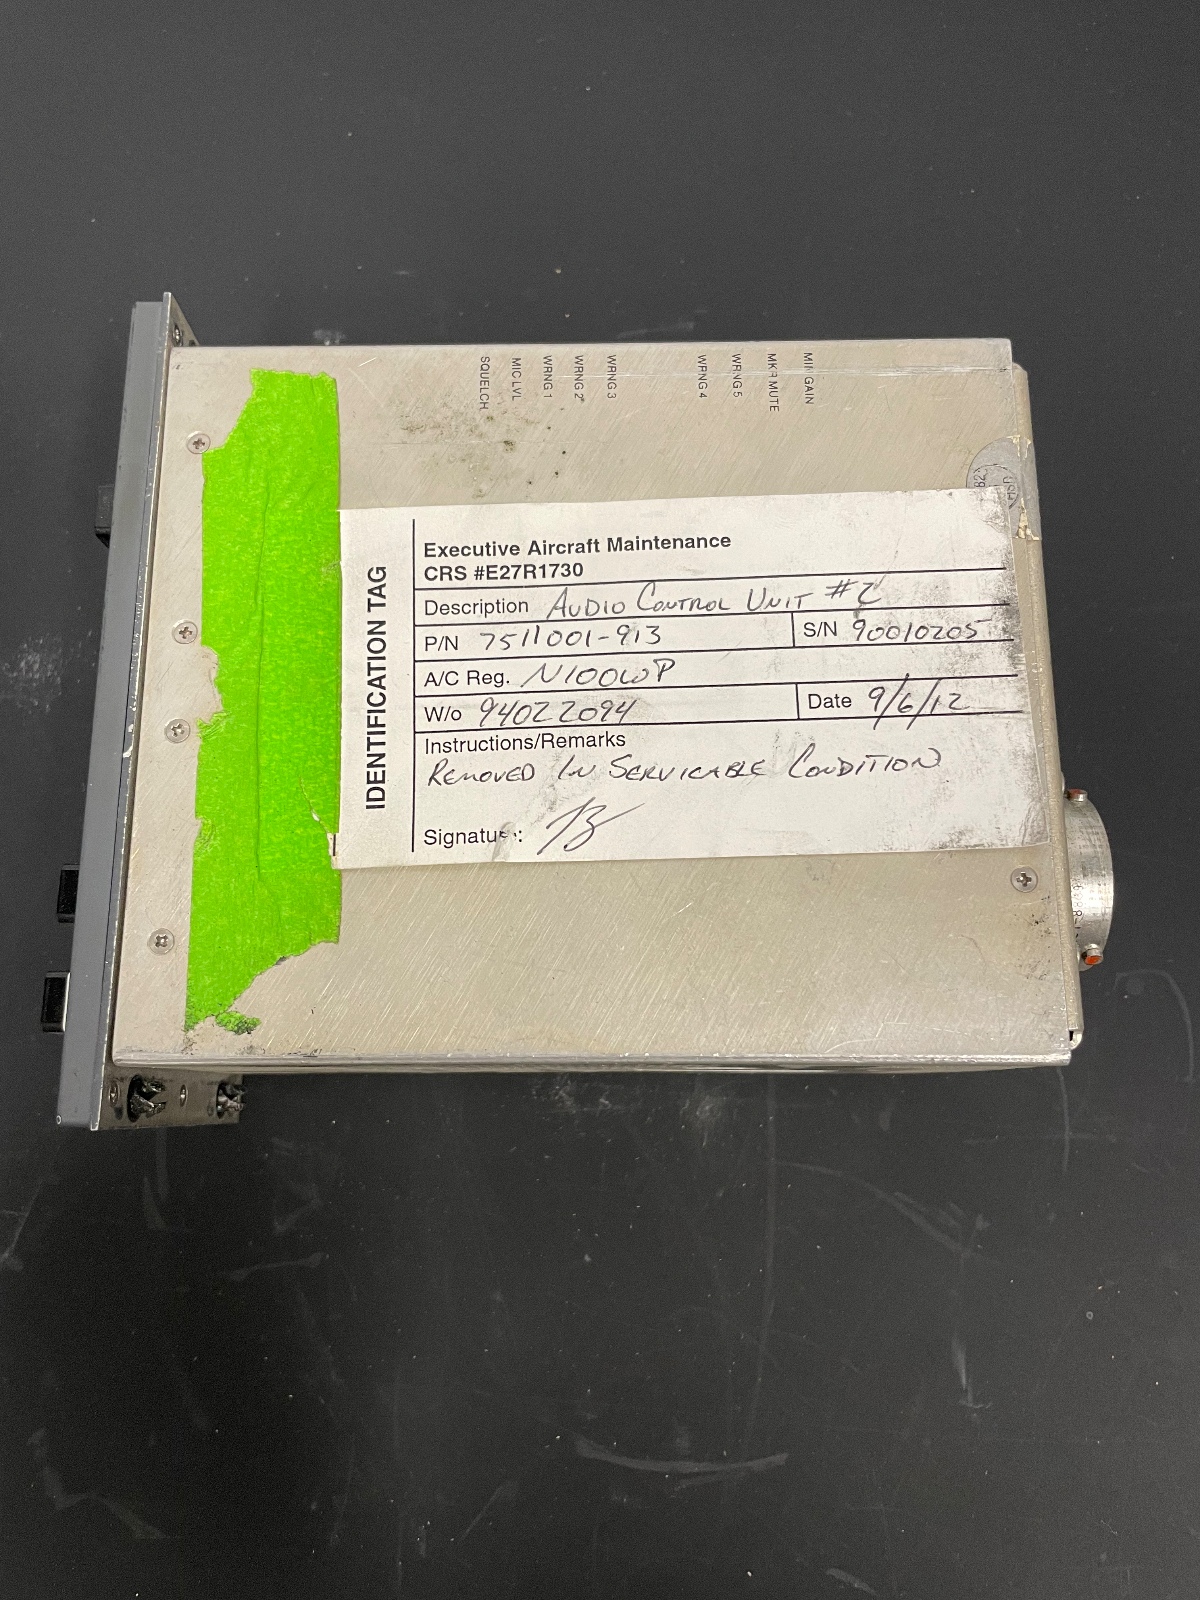 SQUELCH
MIC LVL
WRNG 1
WRNG 2
WRNG 3
WRNG 4
WRNG 5
MKR MUTE
MIN GAIN
IDENTIFICATION TAG
Executive Aircraft Maintenance
CRS #E27R1730
Description AUDIO CONTROL UNIT #2
P/N 7511001-913 S/N 90010205
A/C Reg. N100WP
W/o 94022094 Date 9/6/12
Instructions/Remarks
REMOVED IN SERVICABLE CONDITION
Signature: